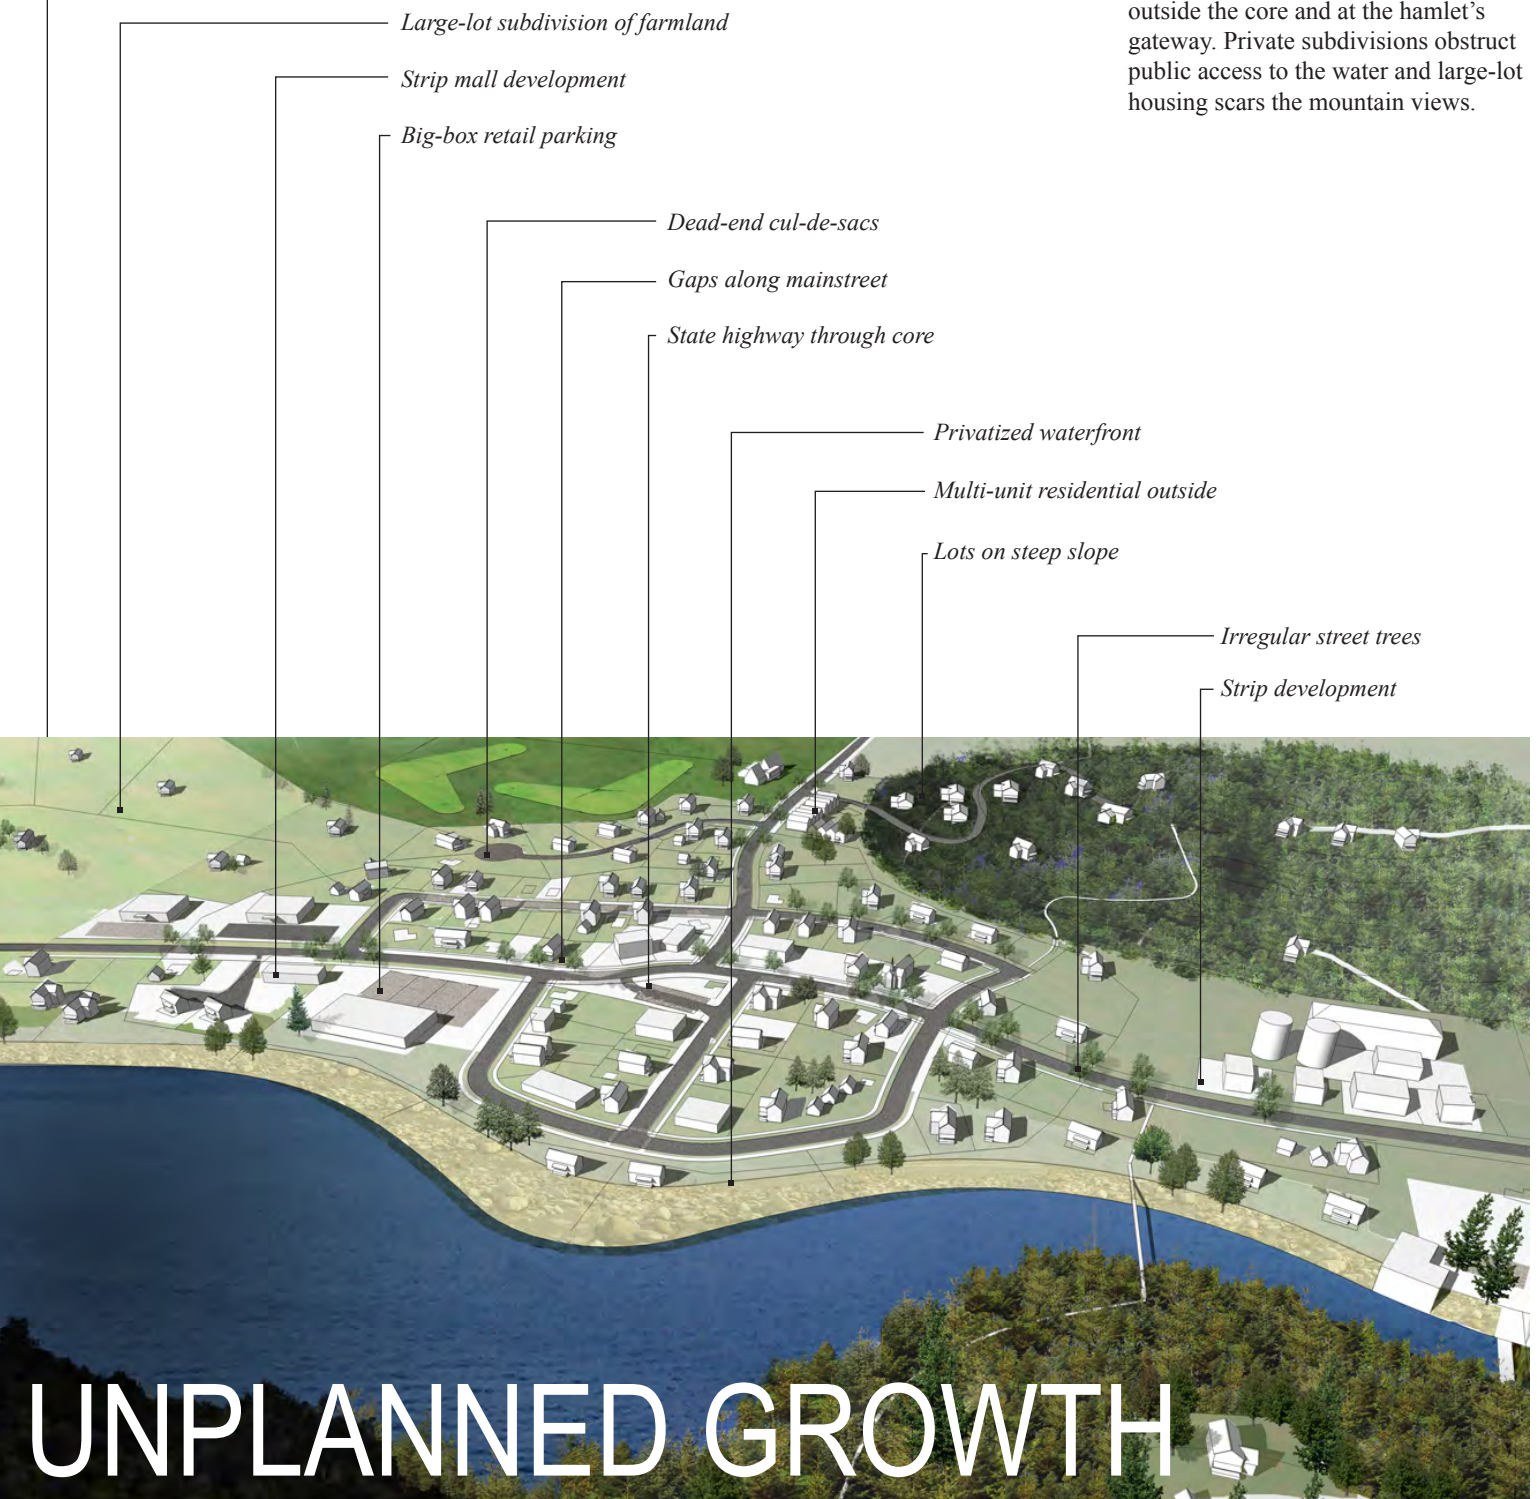 outside the core and at the hamlet's
gateway. Private subdivisions obstruct
public access to the water and large-lot
housing scars the mountain views.
Large-lot subdivision of farmland
Strip mall development
Big-box retail parking
Dead-end cul-de-sacs
Gaps along mainstreet
State highway through core
Privatized waterfront
Multi-unit residential outside
Lots on steep slope
Irregular street trees
Strip development
UNPLANNED GROWTH